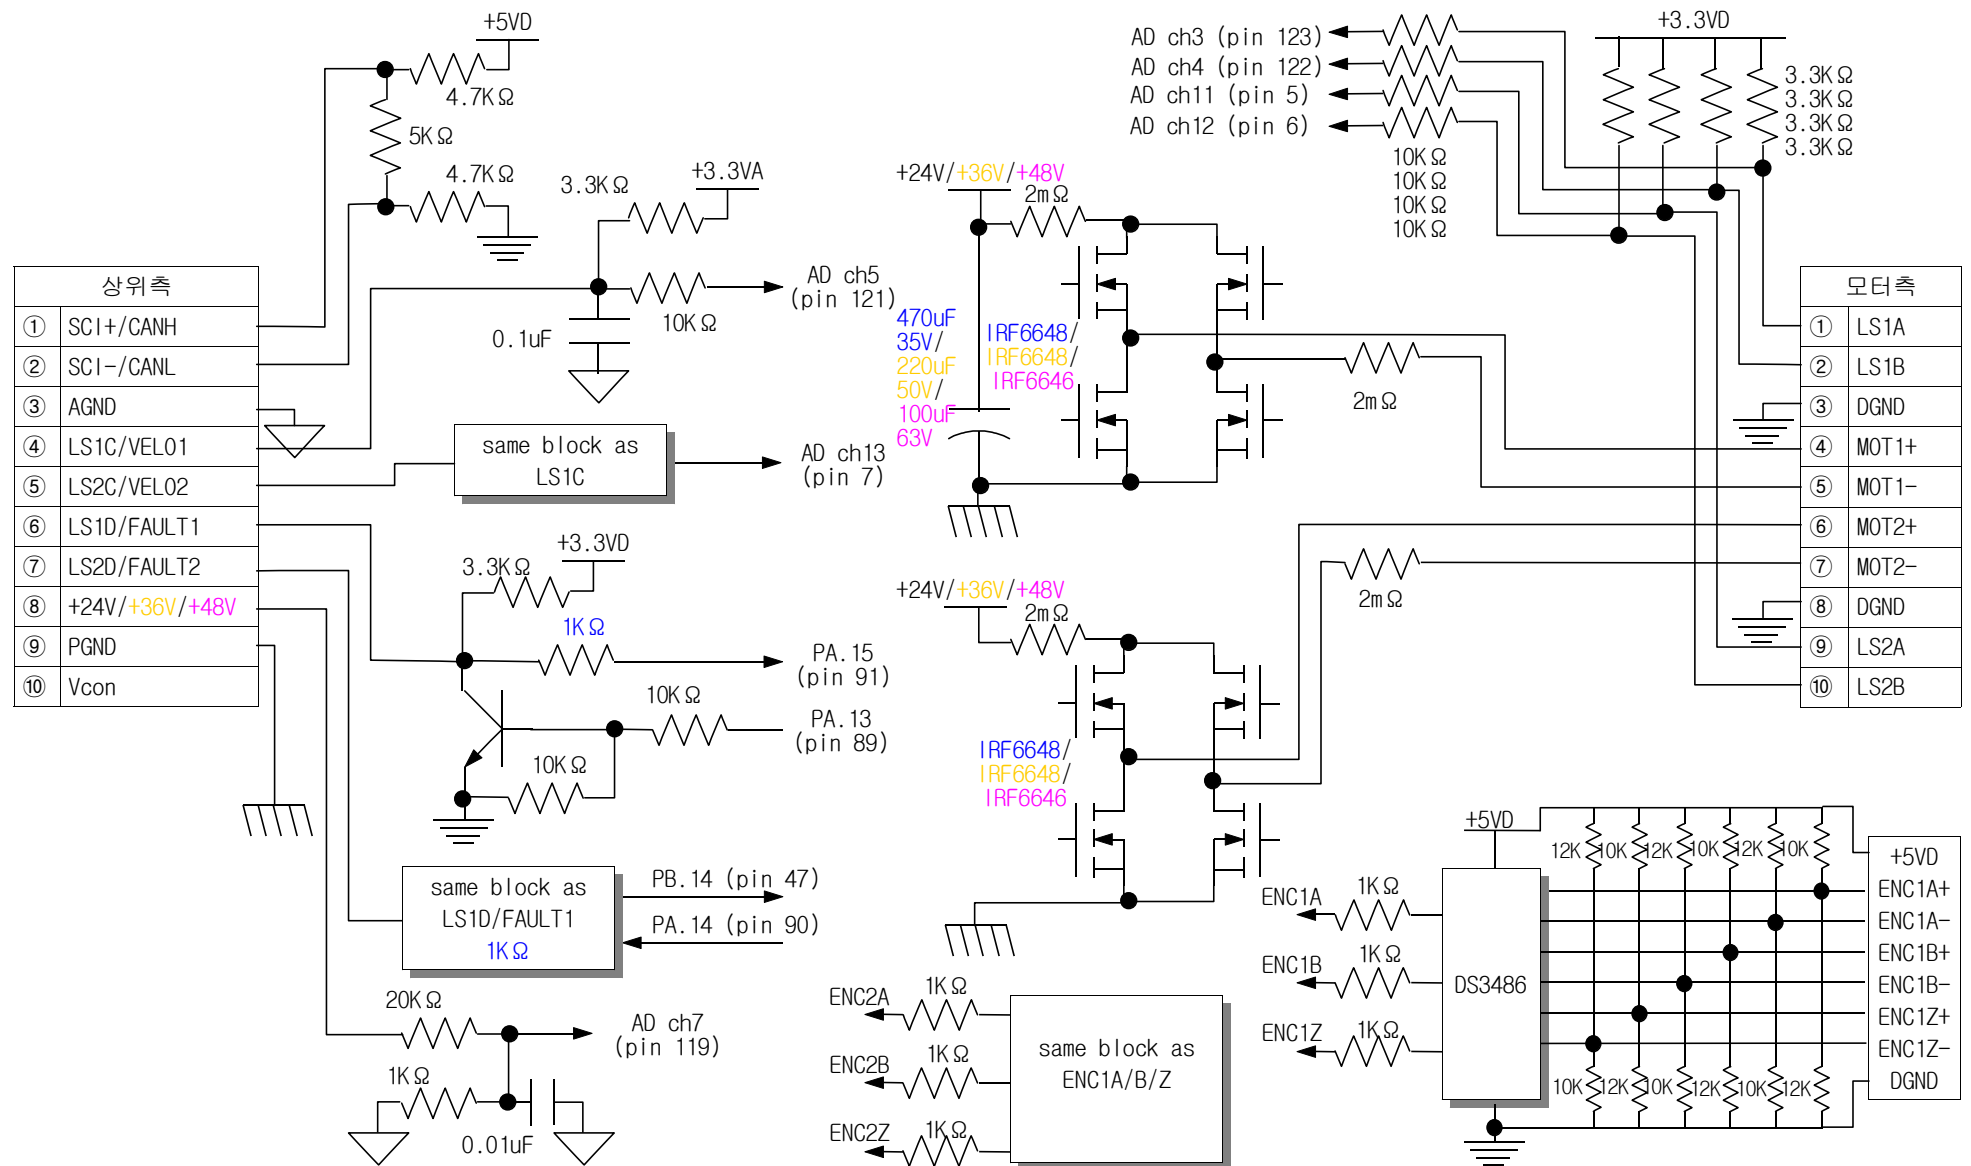 +5VD
4.7KΩ
5KΩ
4.7KΩ
3.3KΩ
+3.3VA
10KΩ
0.1uF
AD ch5
(pin 121)
상위측
① SCI+/CANH
② SCI-/CANL
③ AGND
④ LS1C/VEL01
⑤ LS2C/VEL02
⑥ LS1D/FAULT1
⑦ LS2D/FAULT2
⑧ +24V/+36V/+48V
⑨ PGND
⑩ Vcon
same block as
LS1C
AD ch13
(pin 7)
+3.3VD
3.3KΩ
1KΩ
PA.15
(pin 91)
10KΩ
PA.13
(pin 89)
10KΩ
same block as
LS1D/FAULT1
1KΩ
PB.14 (pin 47)
PA.14 (pin 90)
20KΩ
AD ch7
(pin 119)
1KΩ
0.01uF
+24V/+36V/+48V
2mΩ
470uF
35V/
220uF
50V/
100uF
63V
IRF6648/
IRF6648/
IRF6646
2mΩ
+24V/+36V/+48V
2mΩ
IRF6648/
IRF6648/
IRF6646
2mΩ
AD ch3 (pin 123)
AD ch4 (pin 122)
AD ch11 (pin 5)
AD ch12 (pin 6)
10KΩ
10KΩ
10KΩ
10KΩ
+3.3VD
3.3KΩ
3.3KΩ
3.3KΩ
3.3KΩ
모터측
① LS1A
② LS1B
③ DGND
④ MOT1+
⑤ MOT1-
⑥ MOT2+
⑦ MOT2-
⑧ DGND
⑨ LS2A
⑩ LS2B
ENC2A
1KΩ
ENC2B
1KΩ
ENC2Z
1KΩ
same block as
ENC1A/B/Z
ENC1A
1KΩ
ENC1B
1KΩ
ENC1Z
1KΩ
+5VD
DS3486
12K 10K 12K 10K 12K 10K
10K 12K 10K 12K 10K 12K
+5VD
ENC1A+
ENC1A-
ENC1B+
ENC1B-
ENC1Z+
ENC1Z-
DGND